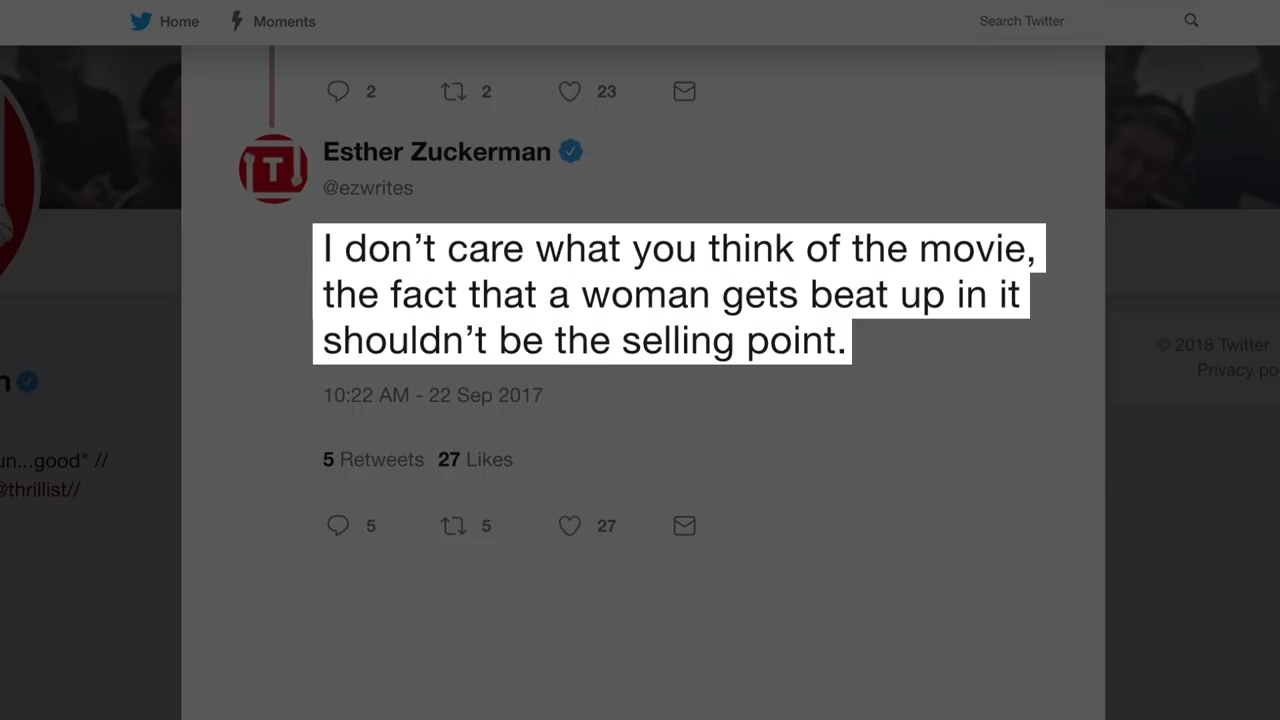 Home Moments Search Twitter
2 2 23
T
Esther Zuckerman
@ezwrites
I don't care what you think of the movie,
the fact that a woman gets beat up in it
shouldn't be the selling point.
© 2018 Twitter
Privacy po
10:22 AM - 22 Sep 2017
n
5 Retweets 27 Likes
un...good" //
@thrillist//
5 5 27